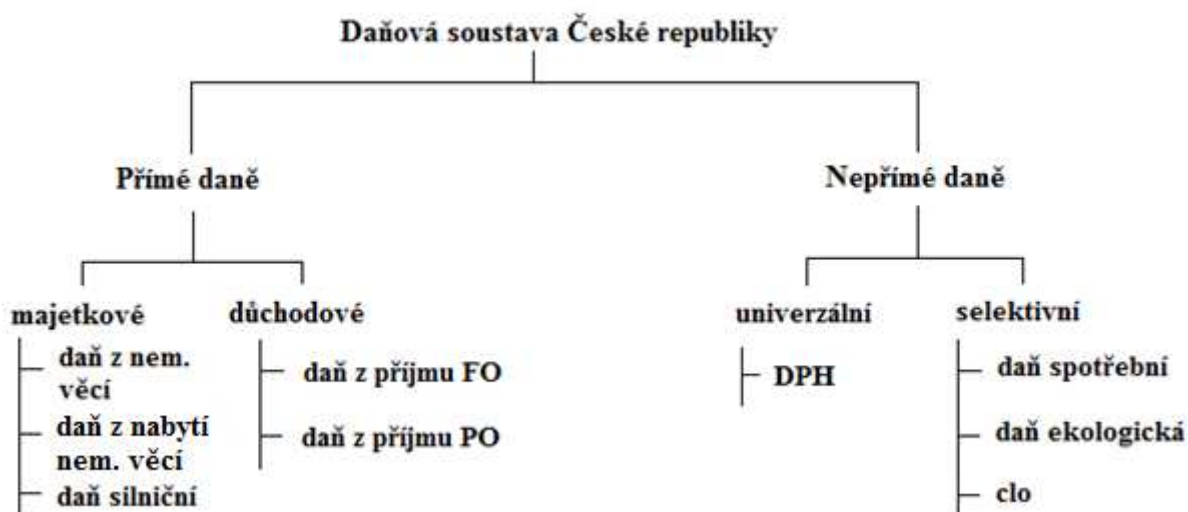 Daňová soustava České republiky
Přímé daně
Nepřímé daně
majetkové
důchodové
univerzální
selektivní
daň z nem.
věcí
daň z nabytí
nem. věcí
daň silniční
daň z příjmu FO
daň z příjmu PO
DPH
daň spotřební
daň ekologická
clo